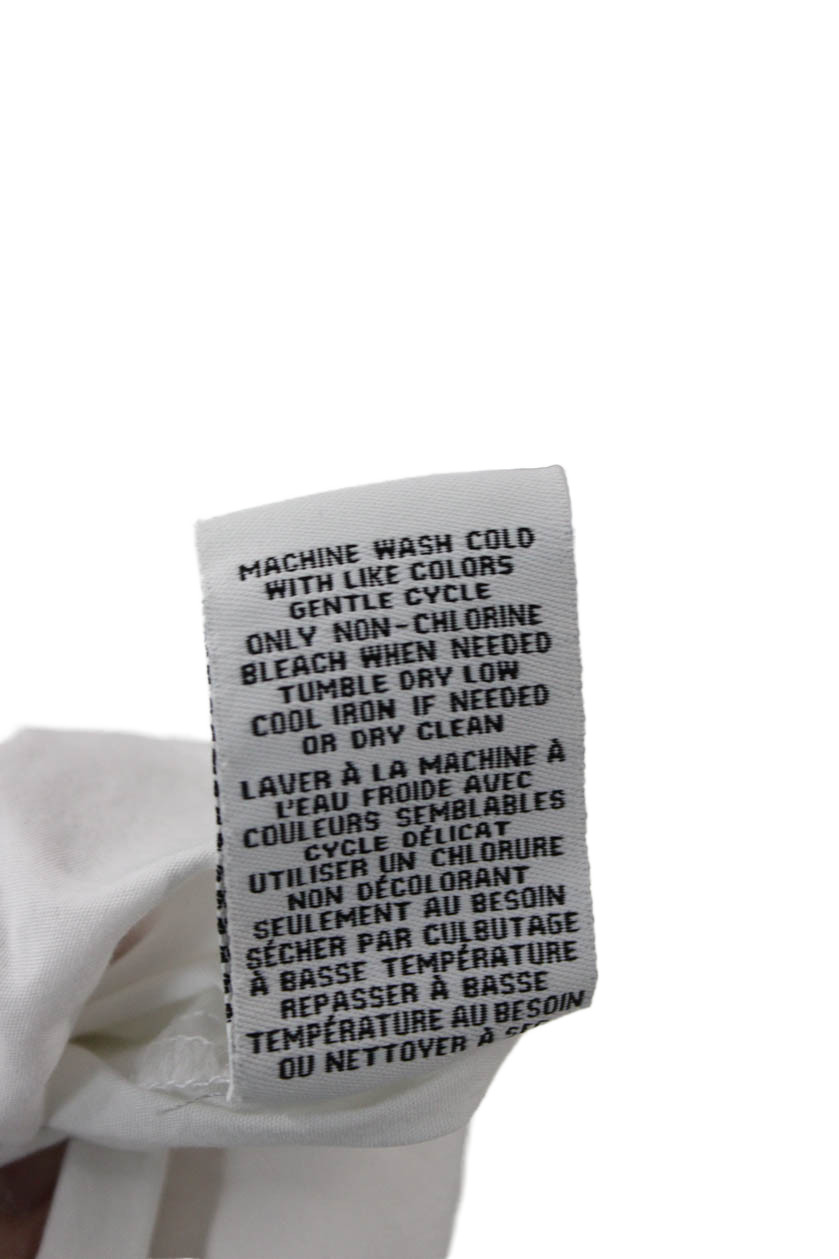 MACHINE WASH COLD
WITH LIKE COLORS
GENTLE CYCLE
ONLY NON-CHLORINE
BLEACH WHEN NEEDED
TUMBLE DRY LOW
COOL IRON IF NEEDED
OR DRY CLEAN
LAVER À LA MACHINE À
L'EAU FROIDE AVEC
COULEURS SEMBLABLES
CYCLE DÉLICAT
UTILISER UN CHLORURE
NON DÉCOLORANT
SEULEMENT AU BESOIN
SÉCHER PAR CULBUTAGE
À BASSE TEMPÉRATURE
REPASSER À BASSE
TEMPÉRATURE AU BESOIN
OU NETTOYER À